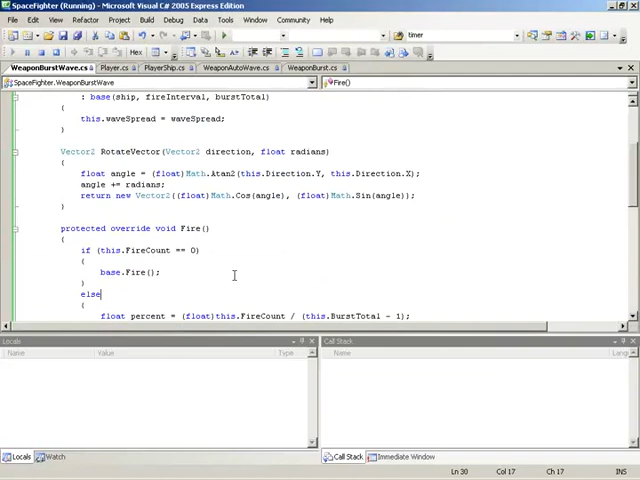 SpaceFighter (Running) - Microsoft Visual C# 2005 Express Edition
File Edit View Refactor Project Build Debug Data Tools Window Community Help
timer
Hex
WeaponBurstWave.cs Player.cs PlayerShip.cs WeaponAutoWave.cs WeaponBurst.cs
SpaceFighter.WeaponBurstWave Fire()
: base(ship, fireInterval, burstTotal)
{
this.waveSpread = waveSpread;
}
Vector2 RotateVector(Vector2 direction, float radians)
{
float angle = (float)Math.Atan2(this.Direction.Y, this.Direction.X);
angle += radians;
return new Vector2((float)Math.Cos(angle), (float)Math.Sin(angle));
}
protected override void Fire()
{
if (this.FireCount == 0)
{
base.Fire();
}
else
{
float percent = (float)this.FireCount / (this.BurstTotal - 1);
Locals Call Stack
Name Value Type Name Lang
Locals Watch Call Stack Immediate Window
Ln 30 Col 17 Ch 17 INS